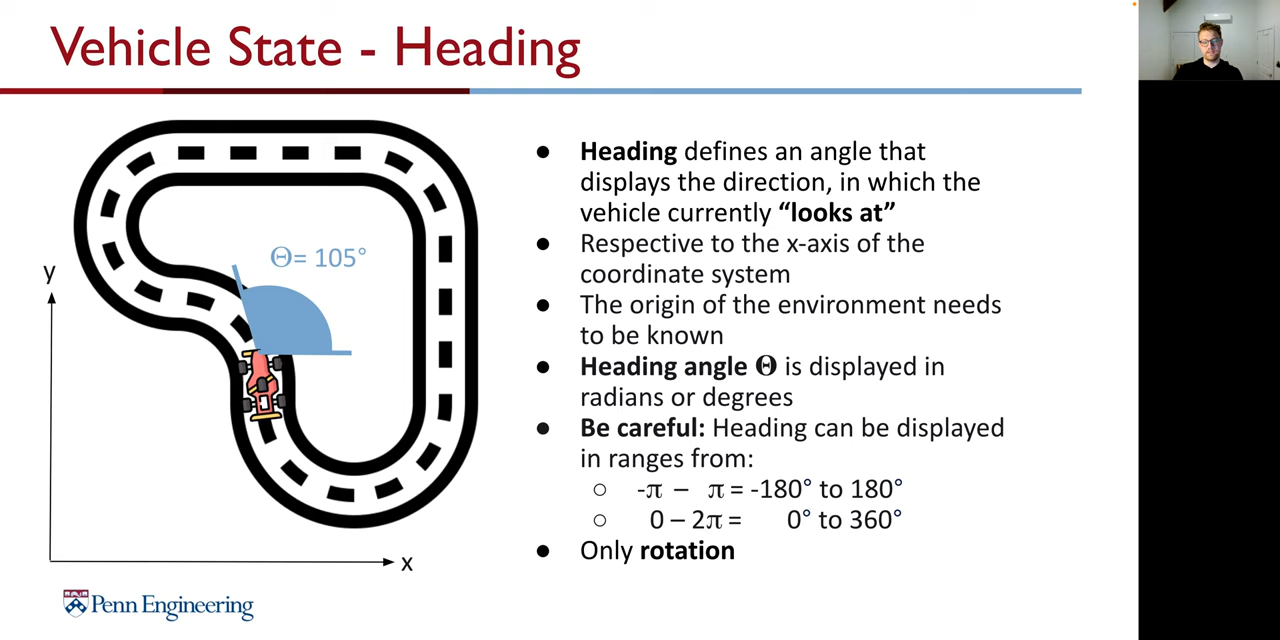 Vehicle State - Heading
y
Θ= 105°
x
● Heading defines an angle that
displays the direction, in which the
vehicle currently “looks at”
● Respective to the x-axis of the
coordinate system
● The origin of the environment needs
to be known
● Heading angle Θ is displayed in
radians or degrees
● Be careful: Heading can be displayed
in ranges from:
○ -π – π = -180° to 180°
○ 0 – 2π = 0° to 360°
● Only rotation
Penn Engineering